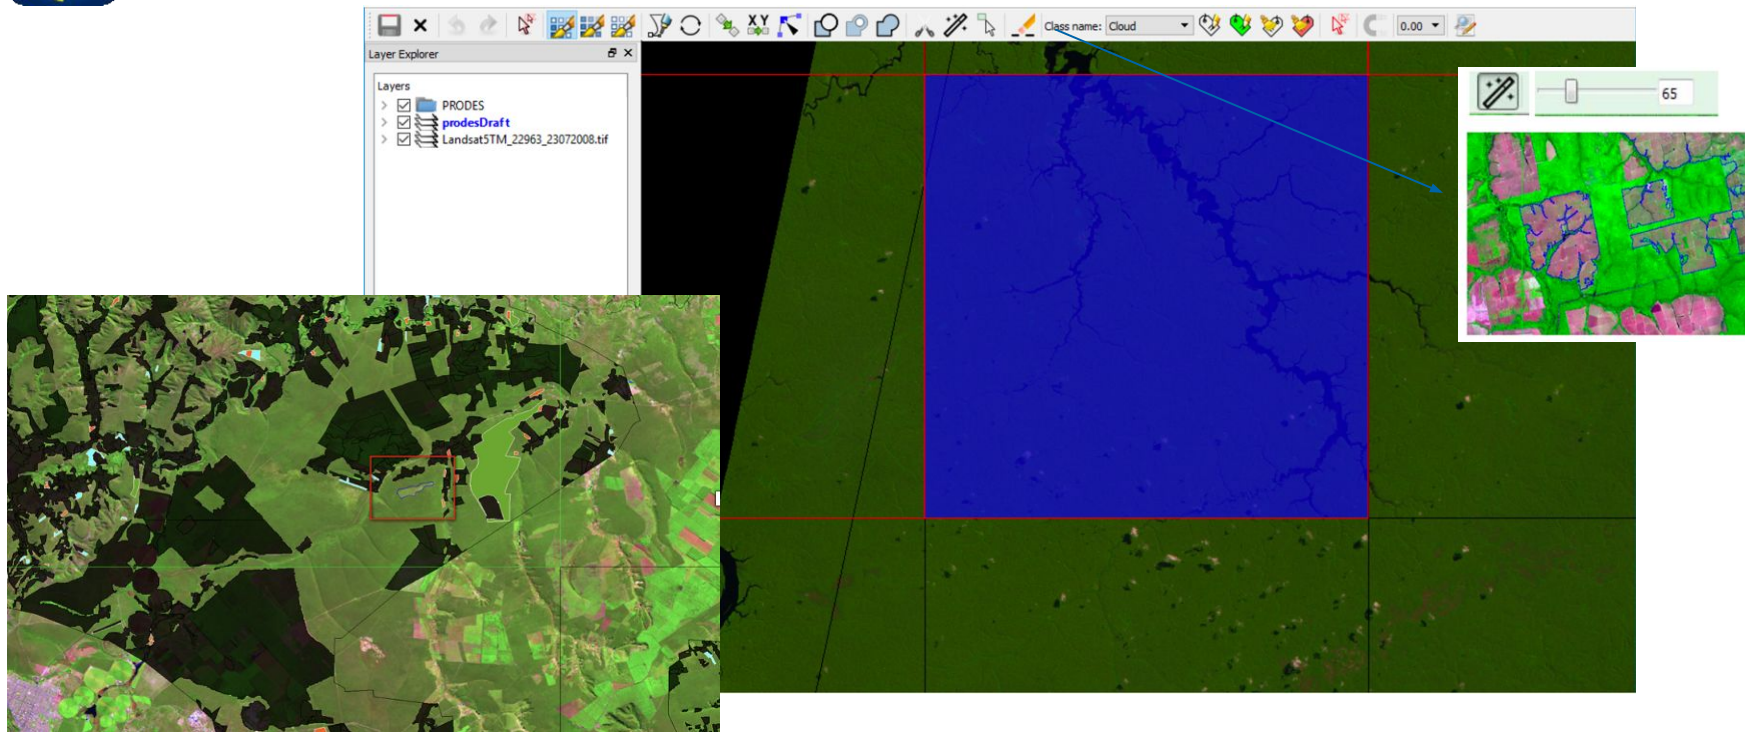 X Y
Class name: Cloud
0.00
Layer Explorer
Layers
PRODES
prodesDraft
Landsat5TM_22963_23072008.tif
65